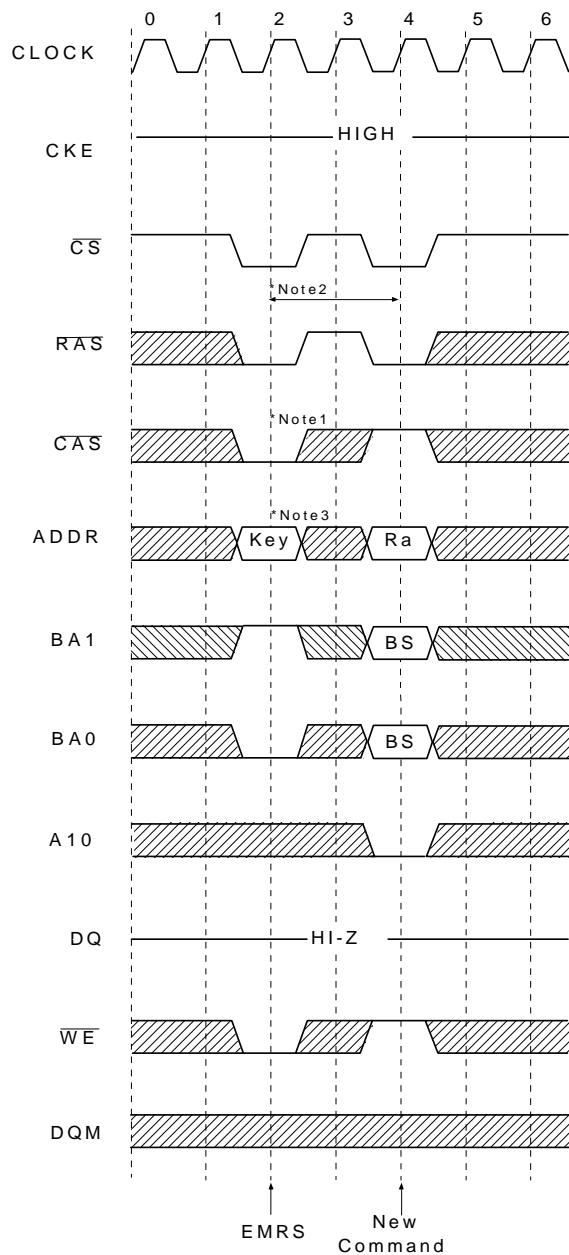 0 1 2 3 4 5 6
CLOCK
HIGH
CKE
CS
*Note2
RAS
*Note1
CAS
*Note3
ADDR Key Ra
BA1 BS
BA0 BS
A10
DQ HI-Z
WE
DQM
EMRS New
Command